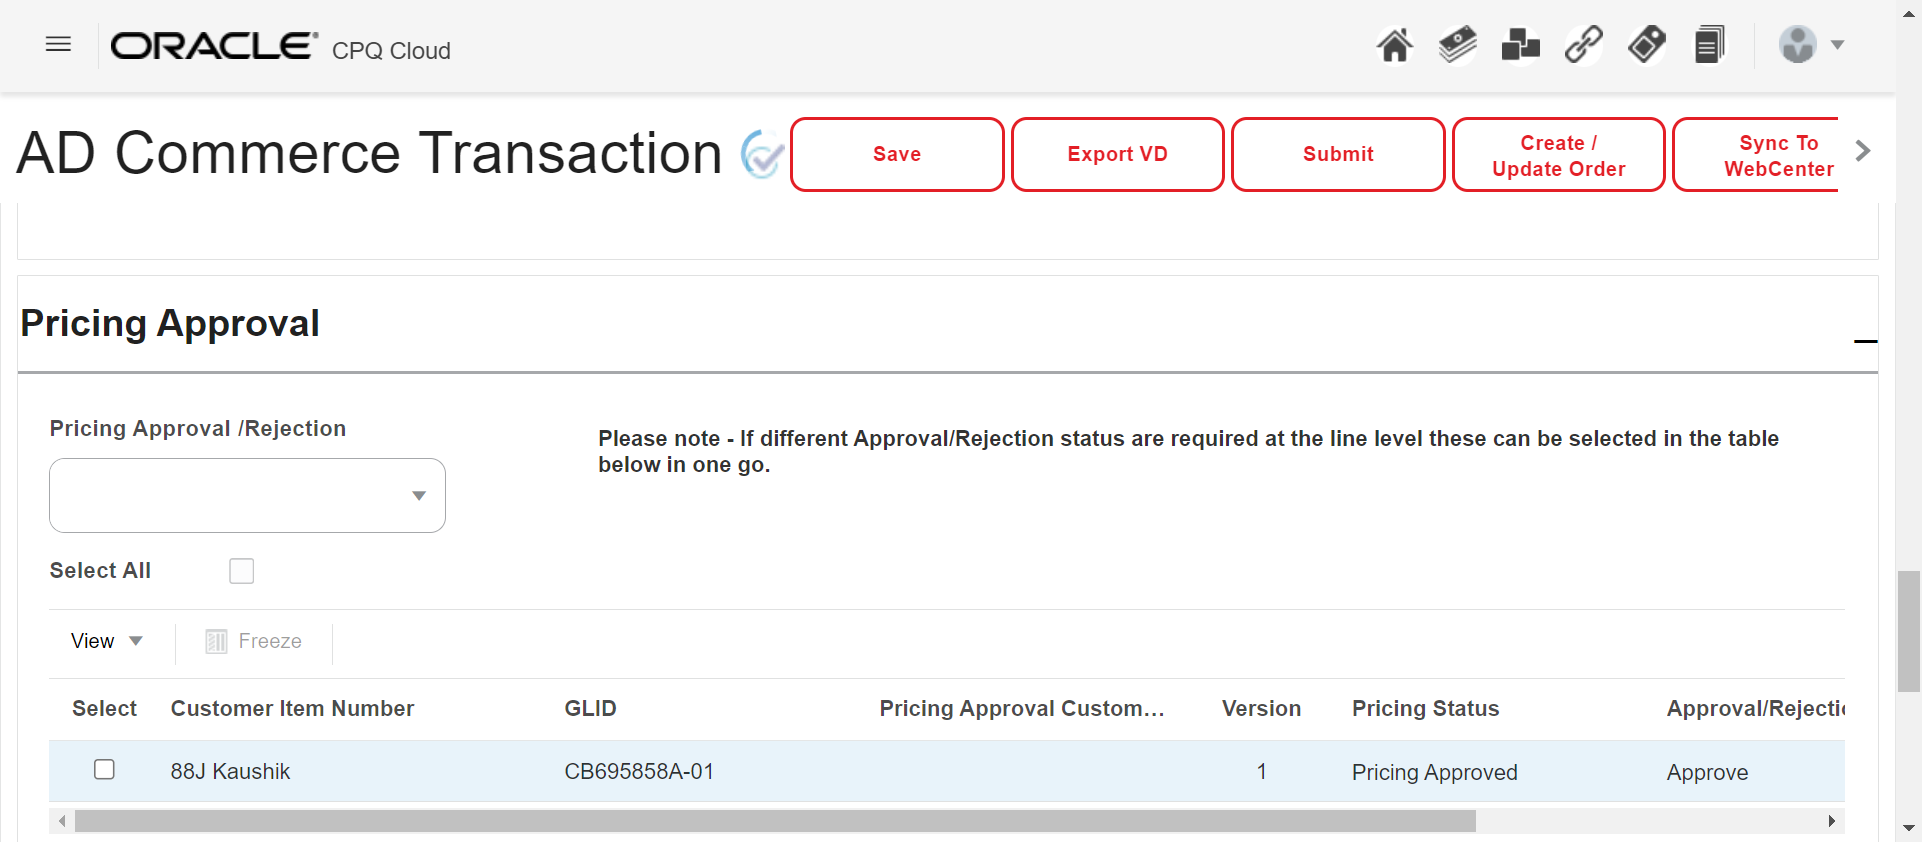 ORACLE® CPQ Cloud
AD Commerce Transaction
Save
Export VD
Submit
Create /
Update Order
Sync To
WebCenter
Pricing Approval
Pricing Approval /Rejection
Please note - If different Approval/Rejection status are required at the line level these can be selected in the table
below in one go.
Select All
View
Freeze
Select Customer Item Number GLID Pricing Approval Custom... Version Pricing Status Approval/Rejectio
88J Kaushik CB695858A-01 1 Pricing Approved Approve